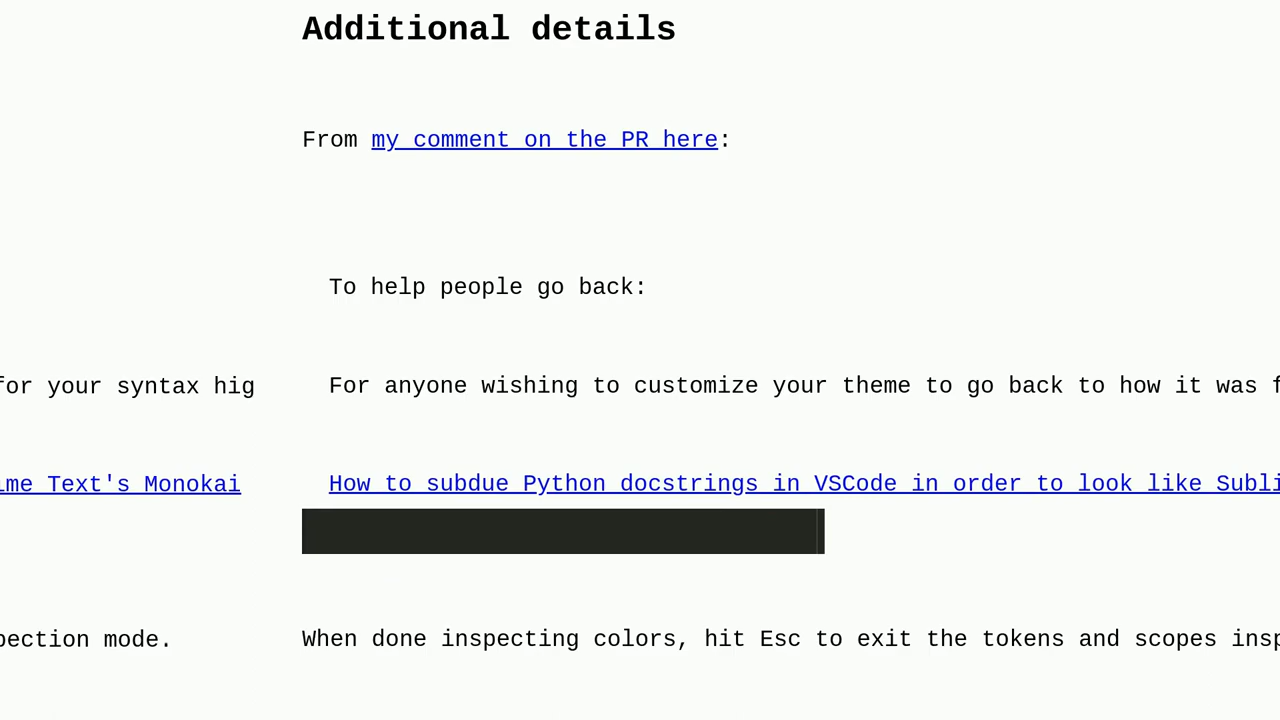 Additional details
From my comment on the PR here:
To help people go back:
for your syntax hig
For anyone wishing to customize your theme to go back to how it was f
ime Text's Monokai
How to subdue Python docstrings in VSCode in order to look like Subli
pection mode.
When done inspecting colors, hit Esc to exit the tokens and scopes insp